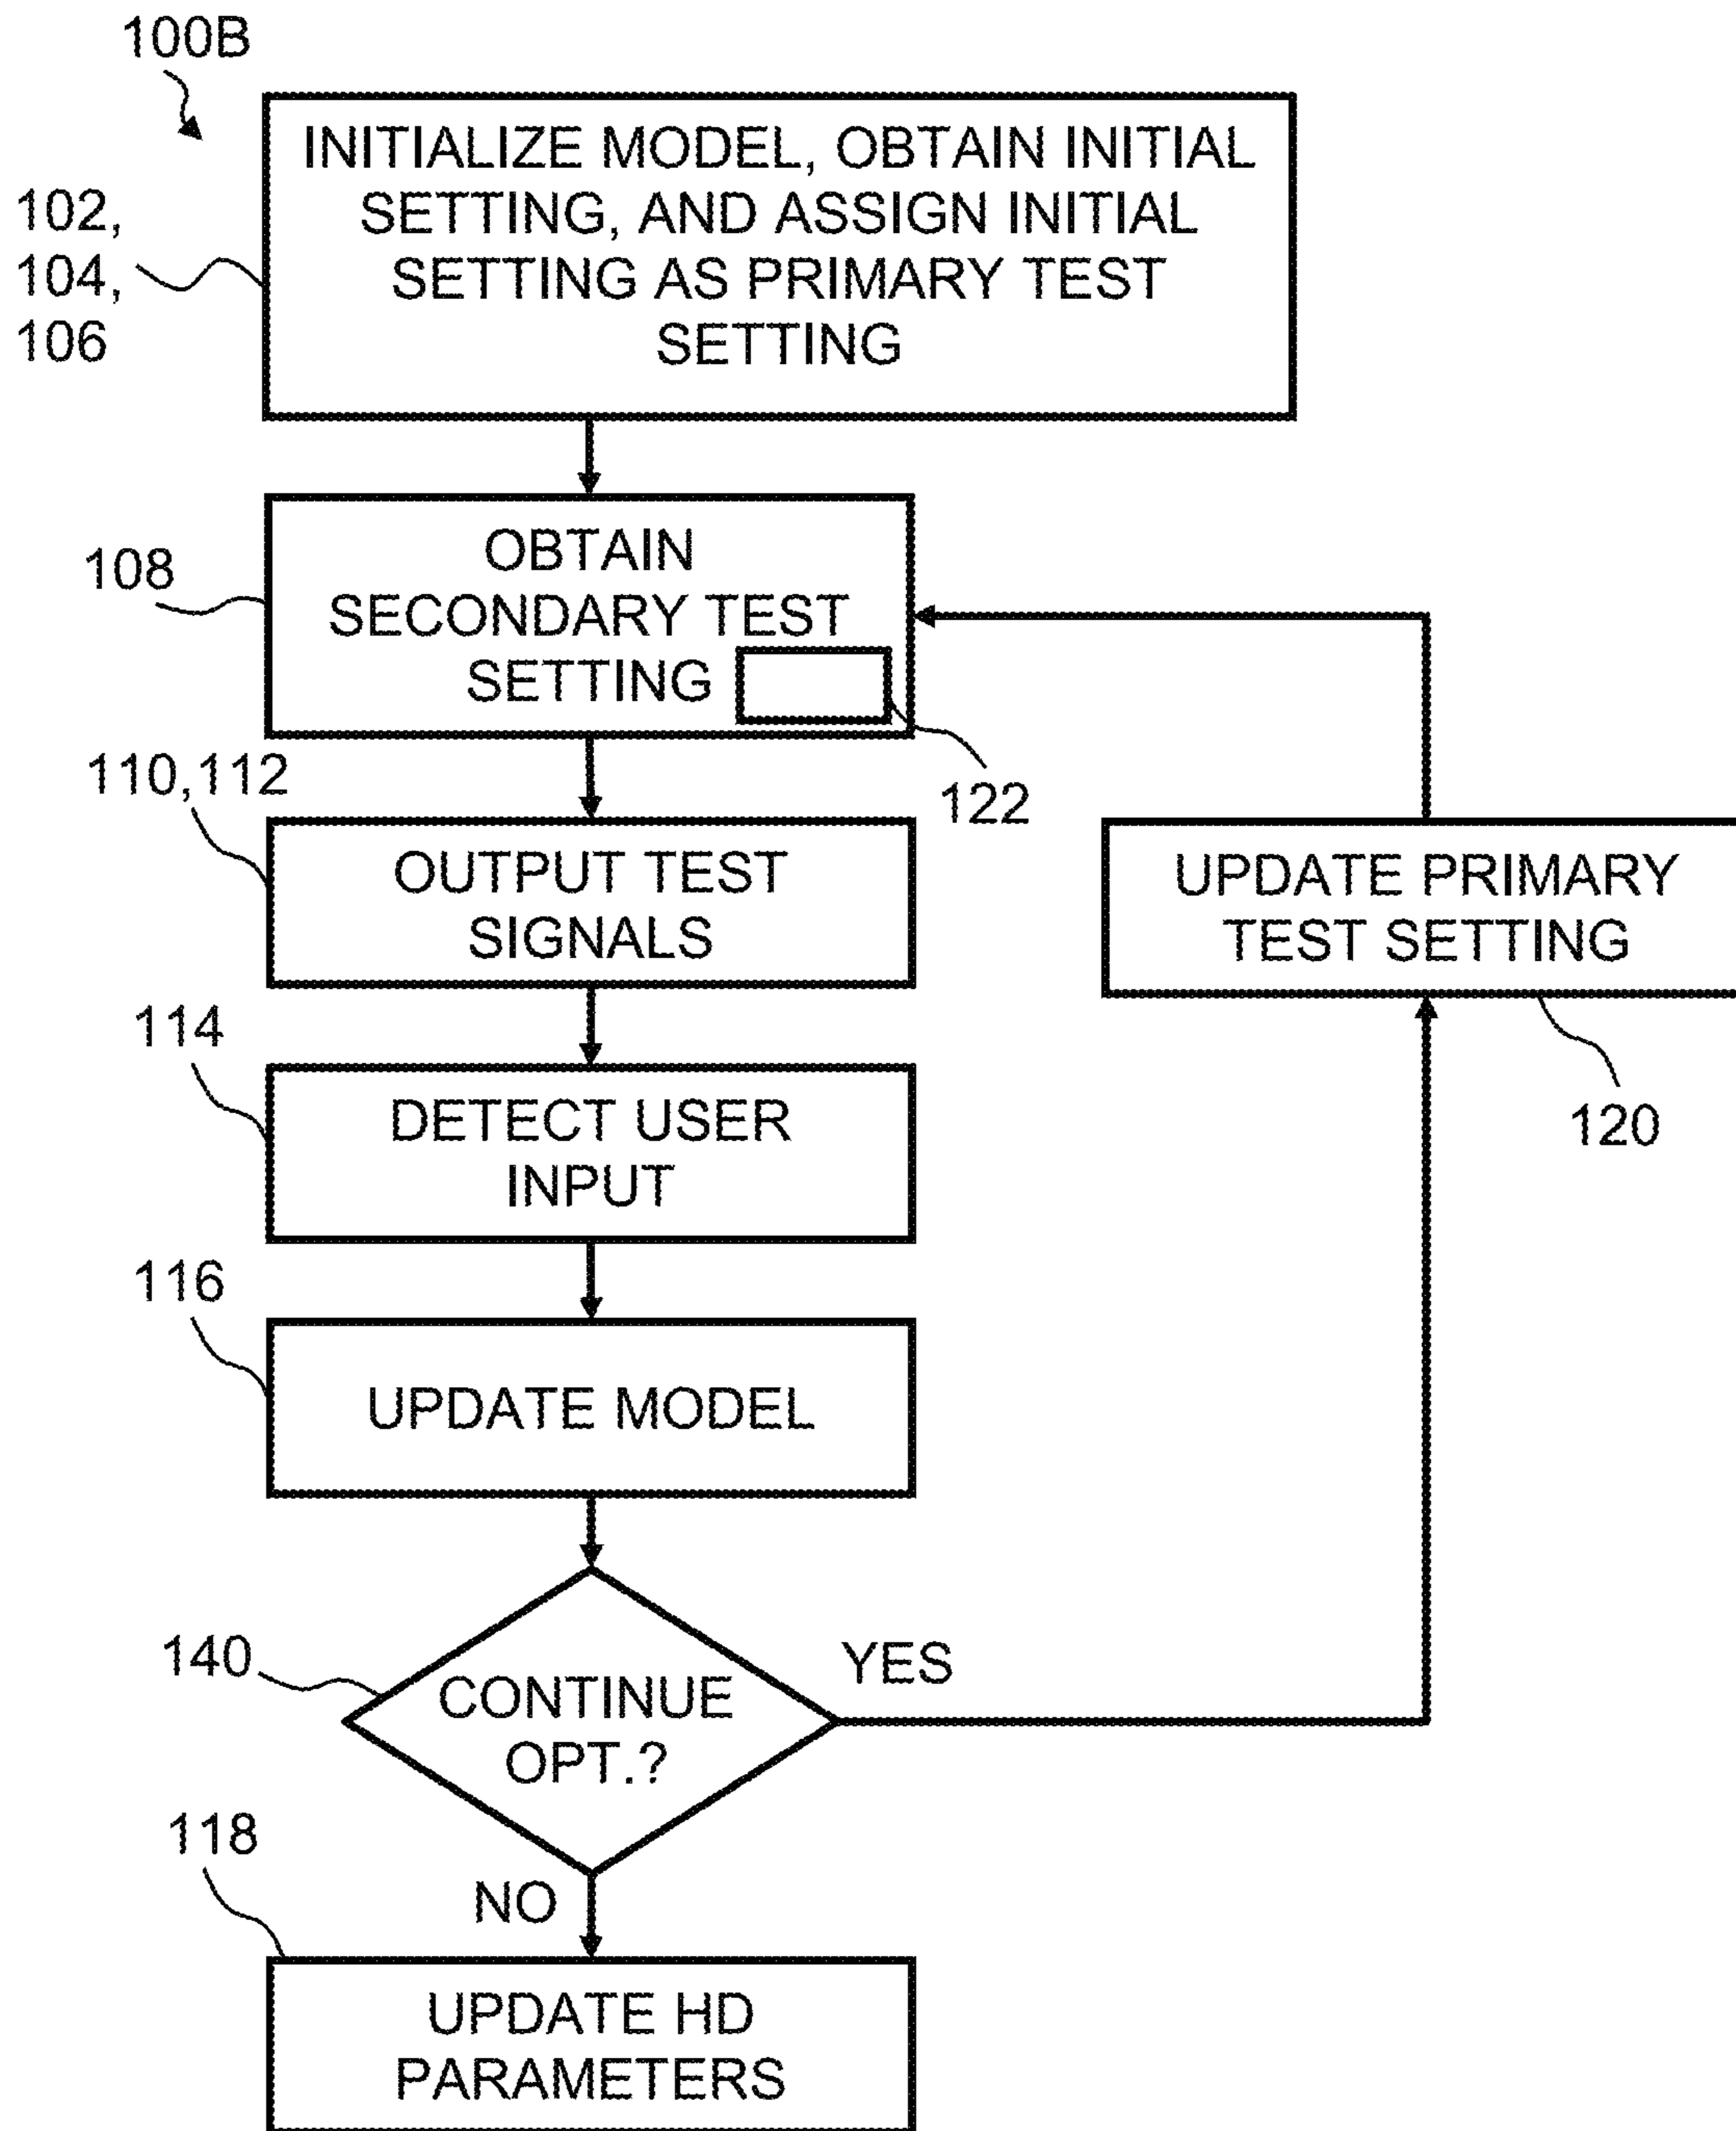 100B
INITIALIZE MODEL, OBTAIN INITIAL
SETTING, AND ASSIGN INITIAL
SETTING AS PRIMARY TEST
SETTING
102,
104,
106
OBTAIN
SECONDARY TEST
SETTING
108
122
110,112
OUTPUT TEST
SIGNALS
UPDATE PRIMARY
TEST SETTING
120
114
DETECT USER
INPUT
116
UPDATE MODEL
140
CONTINUE
OPT.?
YES
118
NO
UPDATE HD
PARAMETERS